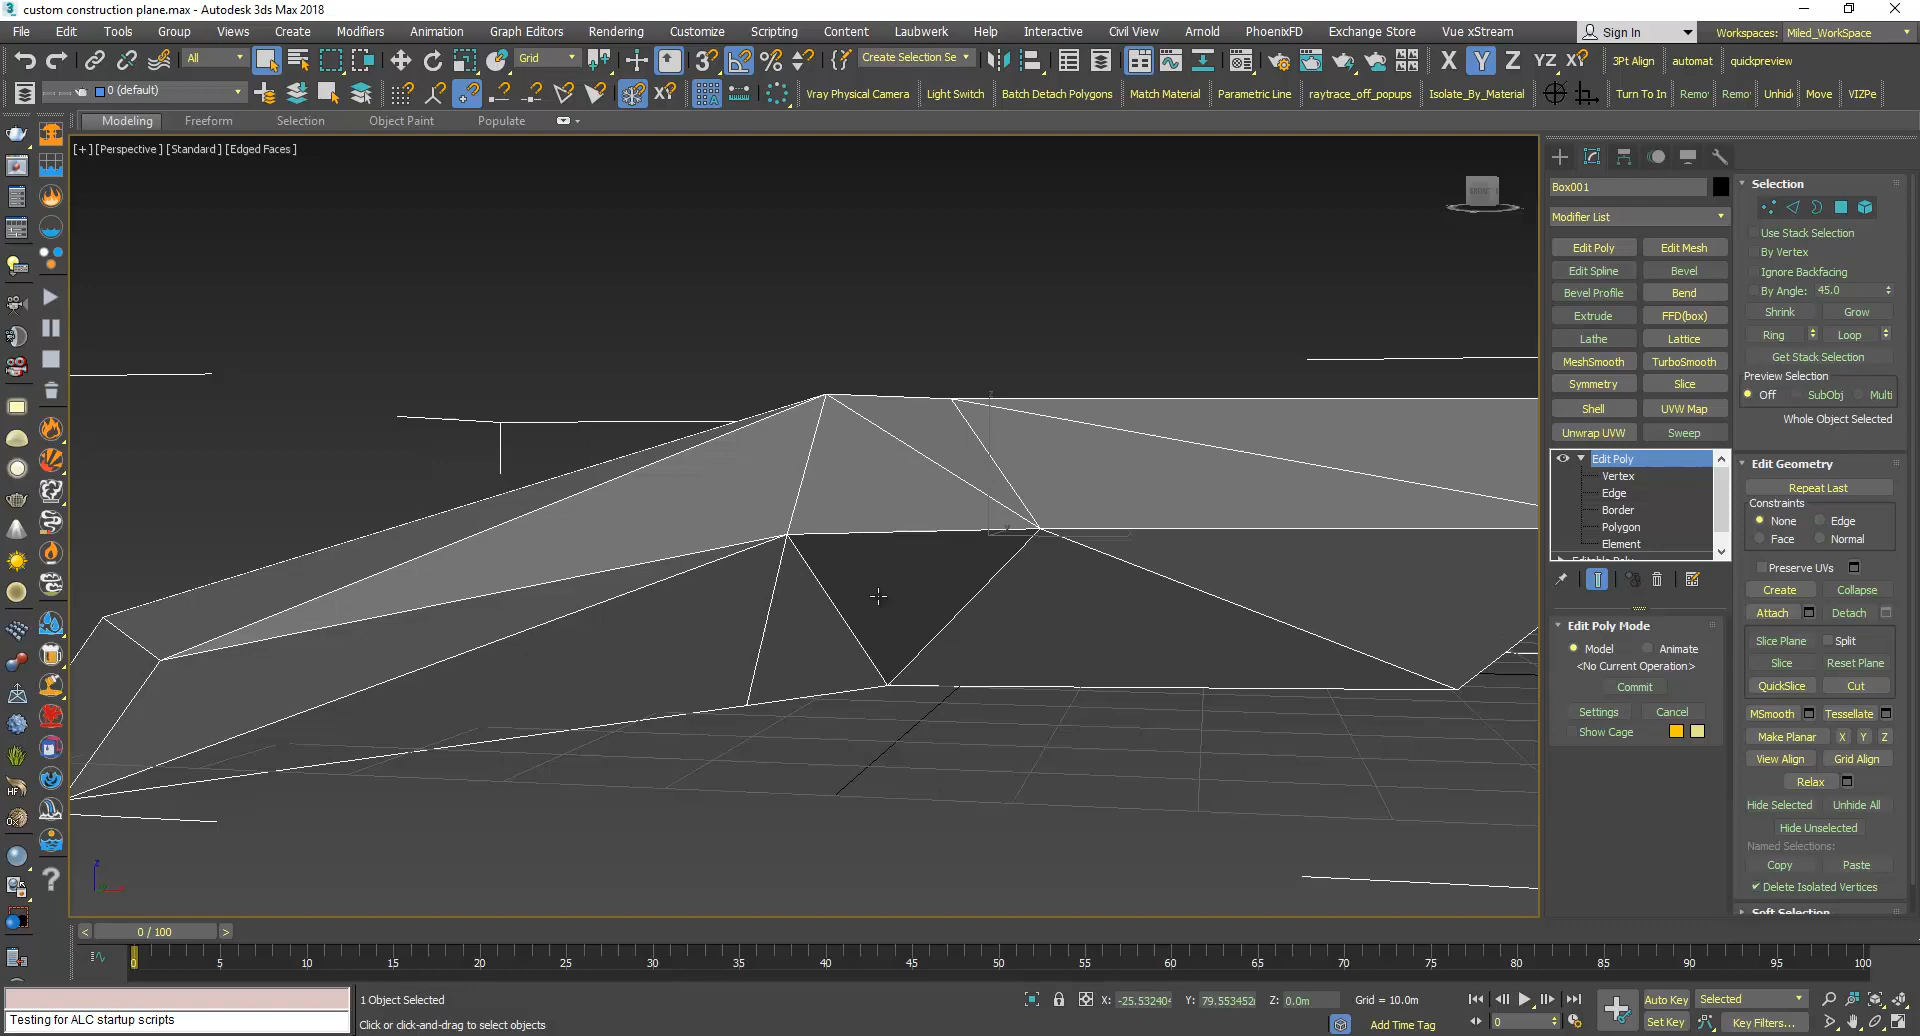 custom construction plane.max - Autodesk 3ds Max 2018
File Edit Tools Group Views Create Modifiers Animation Graph Editors Rendering Customize Scripting Content Laubwerk Help Interactive Civil View Arnold PhoenixFD Exchange Store Vue xStream Sign In Workspaces: Miled_WorkSpace
All Grid 3 Create Selection Se X Y Z YZ XY 3Pt Align automat quickpreview
0 (default) XY Vray Physical Camera Light Switch Batch Detach Polygons Match Material Parametric Line raytrace_off_popups Isolate_By_Material Turn To In Remo Remo Unhid Move VIZPe
Modeling Freeform Selection Object Paint Populate
[+] [Perspective ] [Standard ] [Edged Faces ]
Box001
Modifier List
Edit Poly Edit Mesh
Edit Spline Bevel
Bevel Profile Bend
Extrude FFD(box)
Lathe Lattice
MeshSmooth TurboSmooth
Symmetry Slice
Shell UVW Map
Unwrap UVW Sweep
Edit Poly
Vertex
Edge
Border
Polygon
Element
Editable Poly
Edit Poly Mode
Model Animate
<No Current Operation>
Commit
Settings Cancel
Show Cage
Selection
Use Stack Selection
By Vertex
Ignore Backfacing
By Angle: 45.0
Shrink Grow
Ring Loop
Get Stack Selection
Preview Selection
Off SubObj Multi
Whole Object Selected
Edit Geometry
Repeat Last
Constraints
None Edge
Face Normal
Preserve UVs
Create Collapse
Attach Detach
Slice Plane Split
Slice Reset Plane
QuickSlice Cut
MSmooth Tessellate
Make Planar X Y Z
View Align Grid Align
Relax
Hide Selected Unhide All
Hide Unselected
Named Selections:
Copy Paste
Delete Isolated Vertices
Soft Selection
HF
z
< 0 / 100 >
0 5 10 15 20 25 30 35 40 45 50 55 60 65 70 75 80 85 90 95 100
1 Object Selected X: -25.53240 Y: 79.553452 Z: 0.0m Grid = 10.0m Auto Key Selected
Testing for ALC startup scripts
Click or click-and-drag to select objects Add Time Tag 0 Set Key Key Filters...